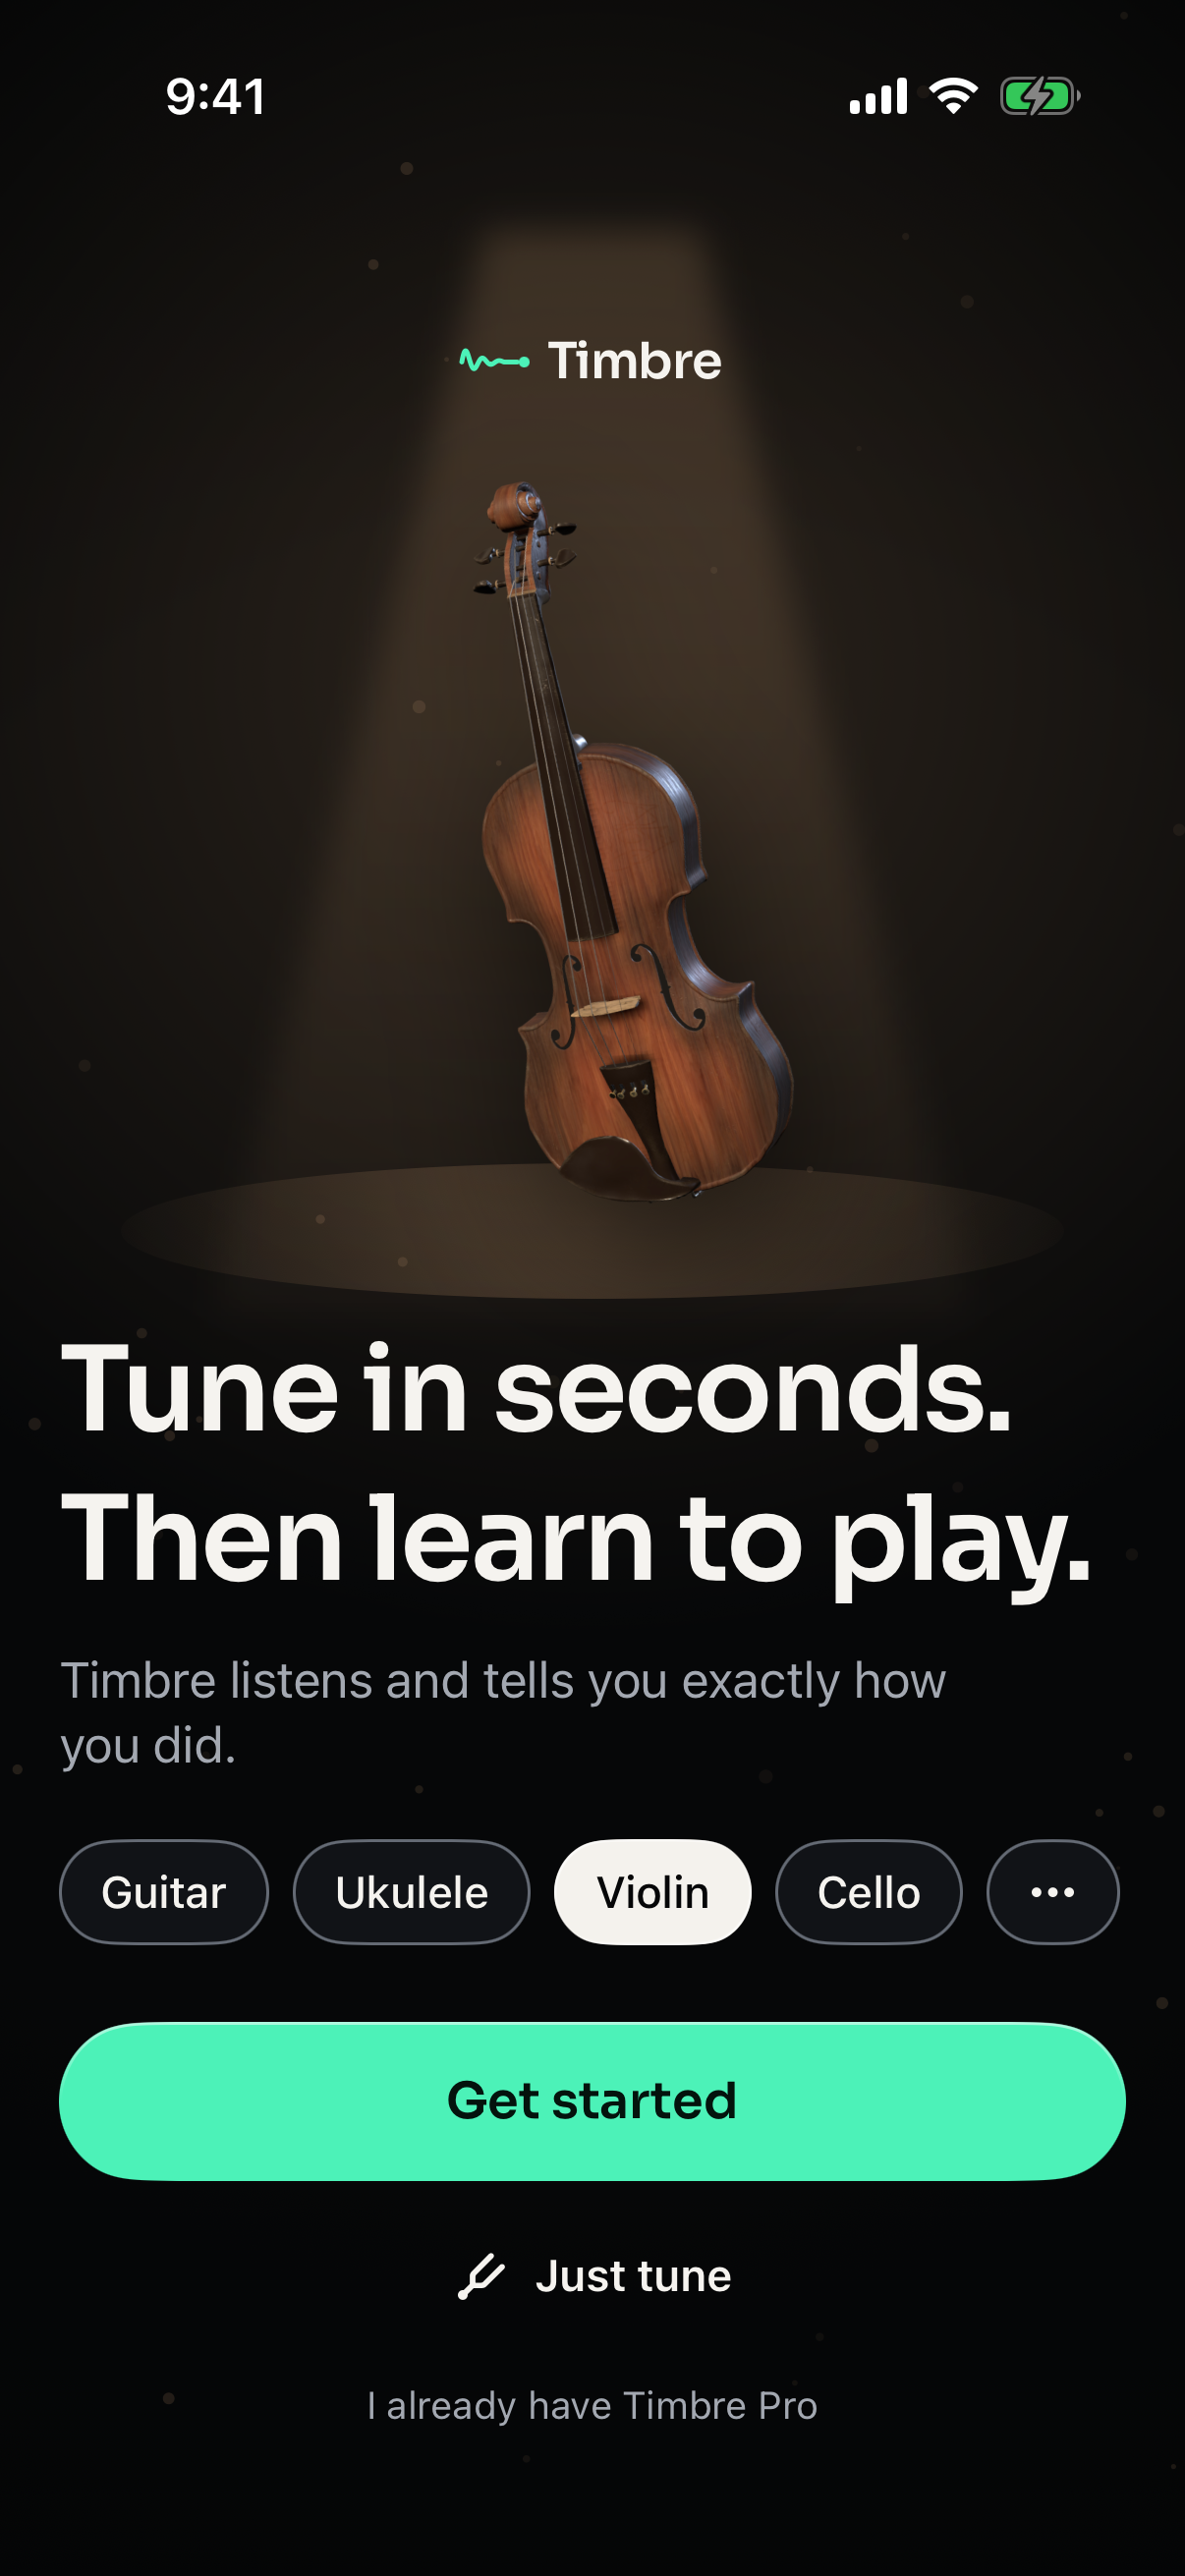 9:41
Timbre
Tune in seconds.
Then learn to play.
Timbre listens and tells you exactly how
you did.
Guitar Ukulele Violin Cello •••
Get started
Just tune
I already have Timbre Pro